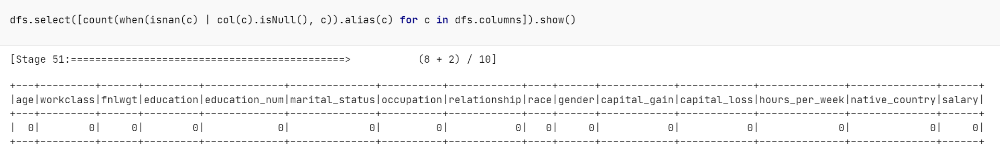 dfs.select([count(when(isnan(c) | col(c).isNull(), c)).alias(c) for c in dfs.columns]).show()
[Stage 51:=============================================>           (8 + 2) / 10]
+---+---------+------+---------+-------------+--------------+----------+------------+----+------+------------+------------+--------------+--------------+------+
|age|workclass|fnlwgt|education|education_num|marital_status|occupation|relationship|race|gender|capital_gain|capital_loss|hours_per_week|native_country|salary|
+---+---------+------+---------+-------------+--------------+----------+------------+----+------+------------+------------+--------------+--------------+------+
|  0|        0|     0|        0|            0|             0|         0|           0|   0|     0|           0|           0|             0|             0|     0|
+---+---------+------+---------+-------------+--------------+----------+------------+----+------+------------+------------+--------------+--------------+------+